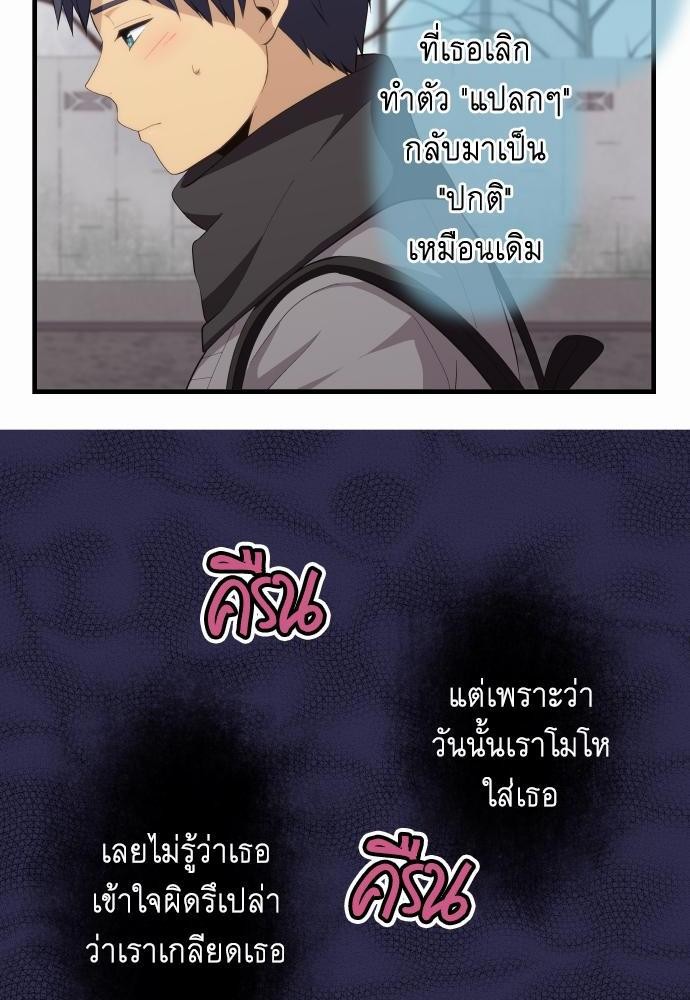 ที่เธอเลิก
ทำตัว "แปลกๆ"
กลับมาเป็น
"ปกติ"
เหมือนเดิม
ครืน
แต่เพราะว่า
วันนั้นเราโมโห
ใส่เธอ
เลยไม่รู้ว่าเธอ
เข้าใจผิดรึเปล่า
ว่าเราเกลียดเธอ
ครืน